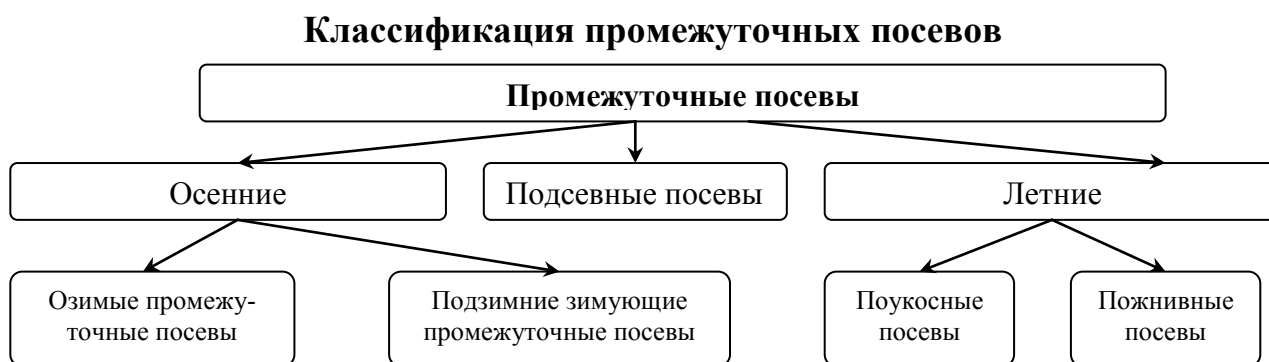 Классификация промежуточных посевов
Промежуточные посевы
Осенние
Подсевные посевы
Летние
Озимые промежу-
точные посевы
Подзимние зимующие
промежуточные посевы
Поукосные
посевы
Пожнивные
посевы